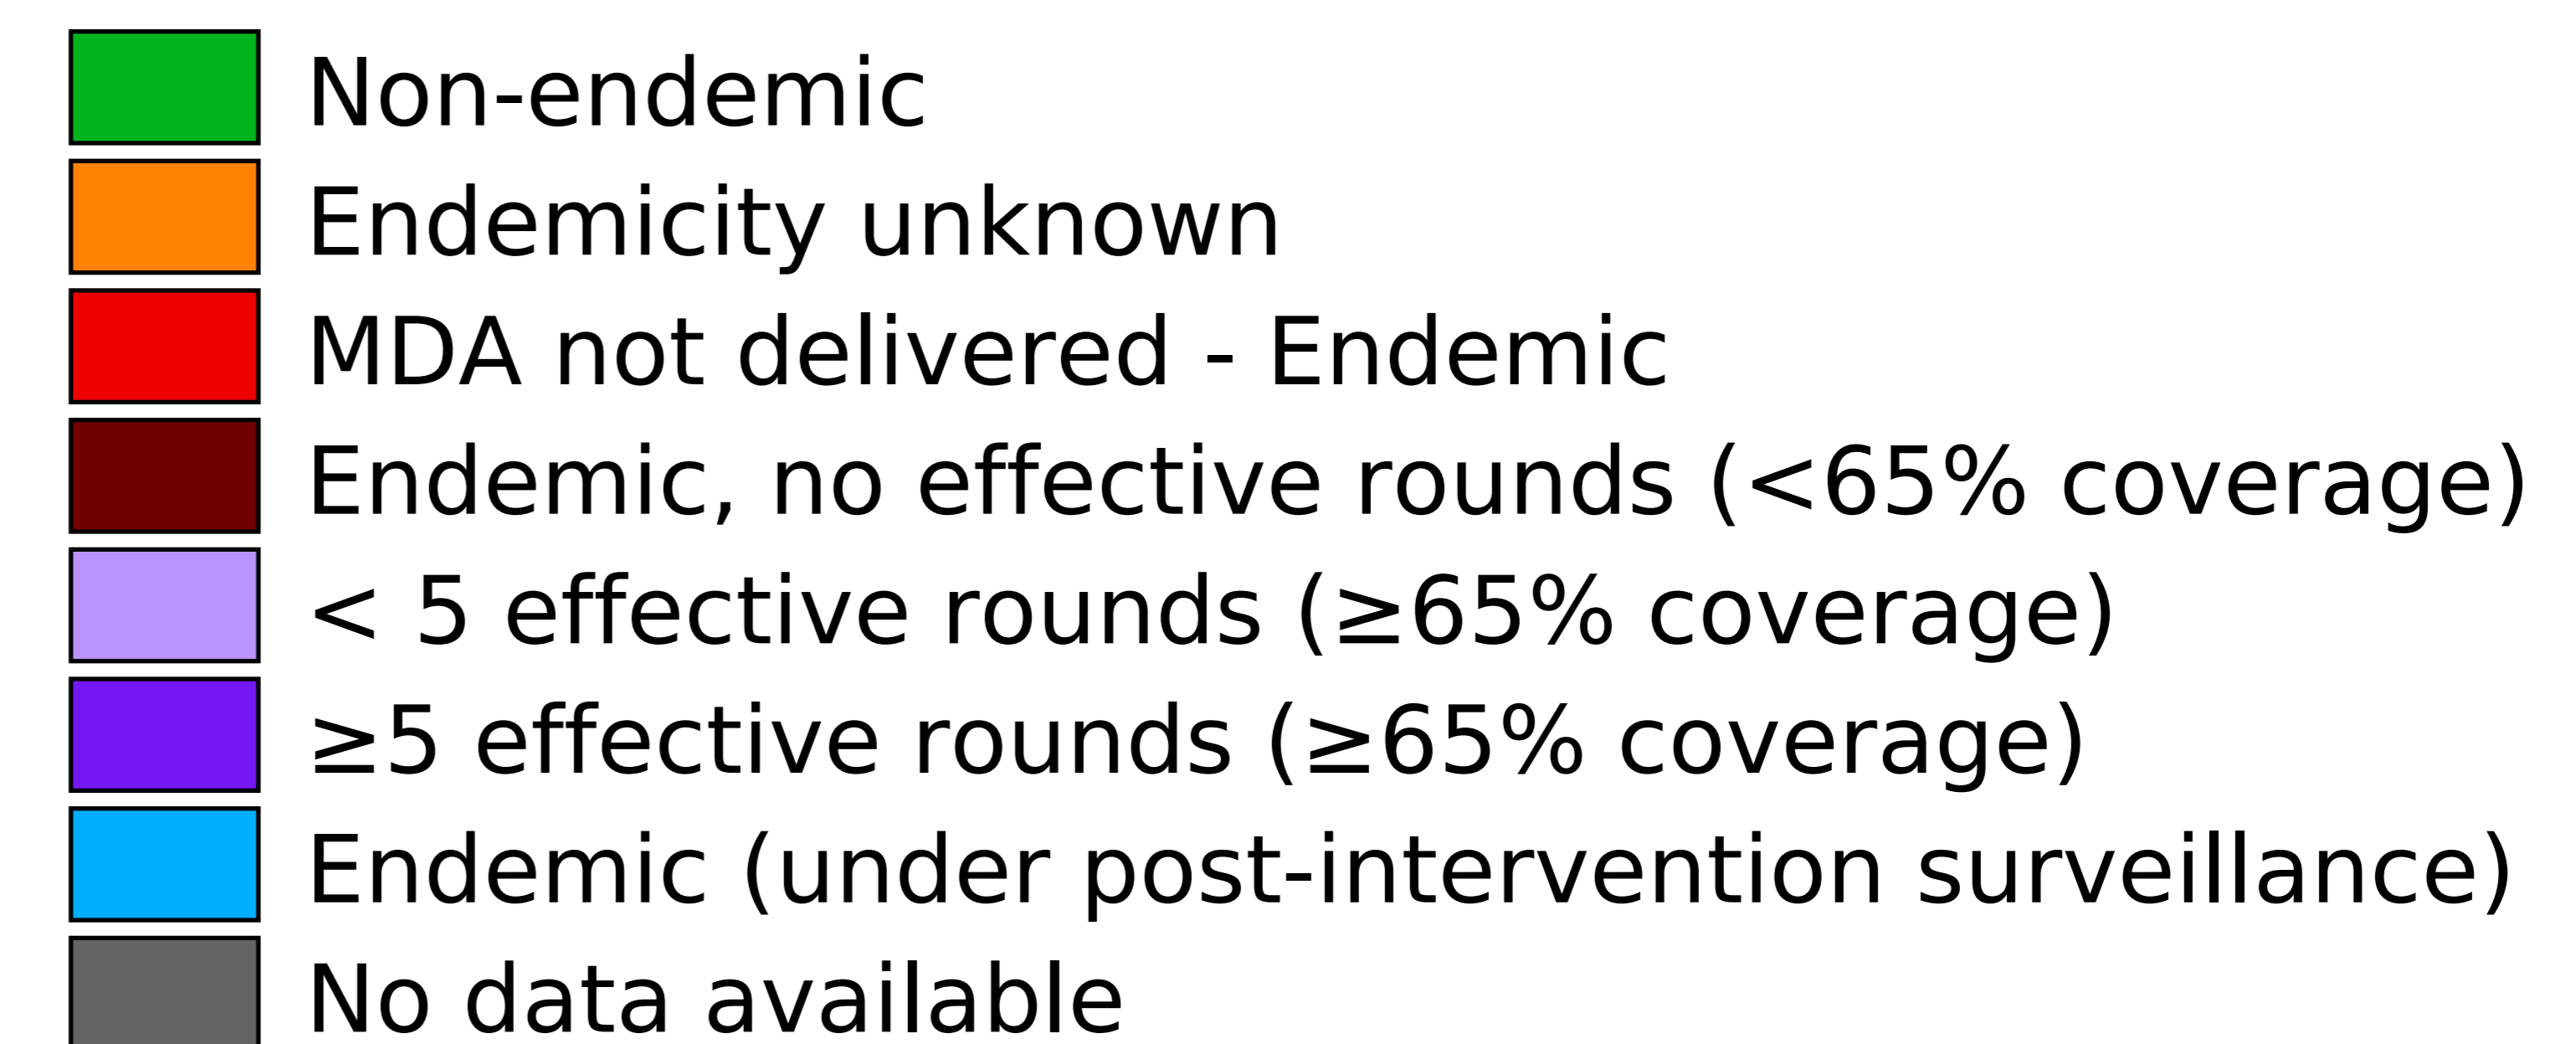 Non-endemic
Endemicity unknown
MDA not delivered - Endemic
Endemic, no effective rounds (<65% coverage)
< 5 effective rounds (≥65% coverage)
≥5 effective rounds (≥65% coverage)
Endemic (under post-intervention surveillance)
No data available